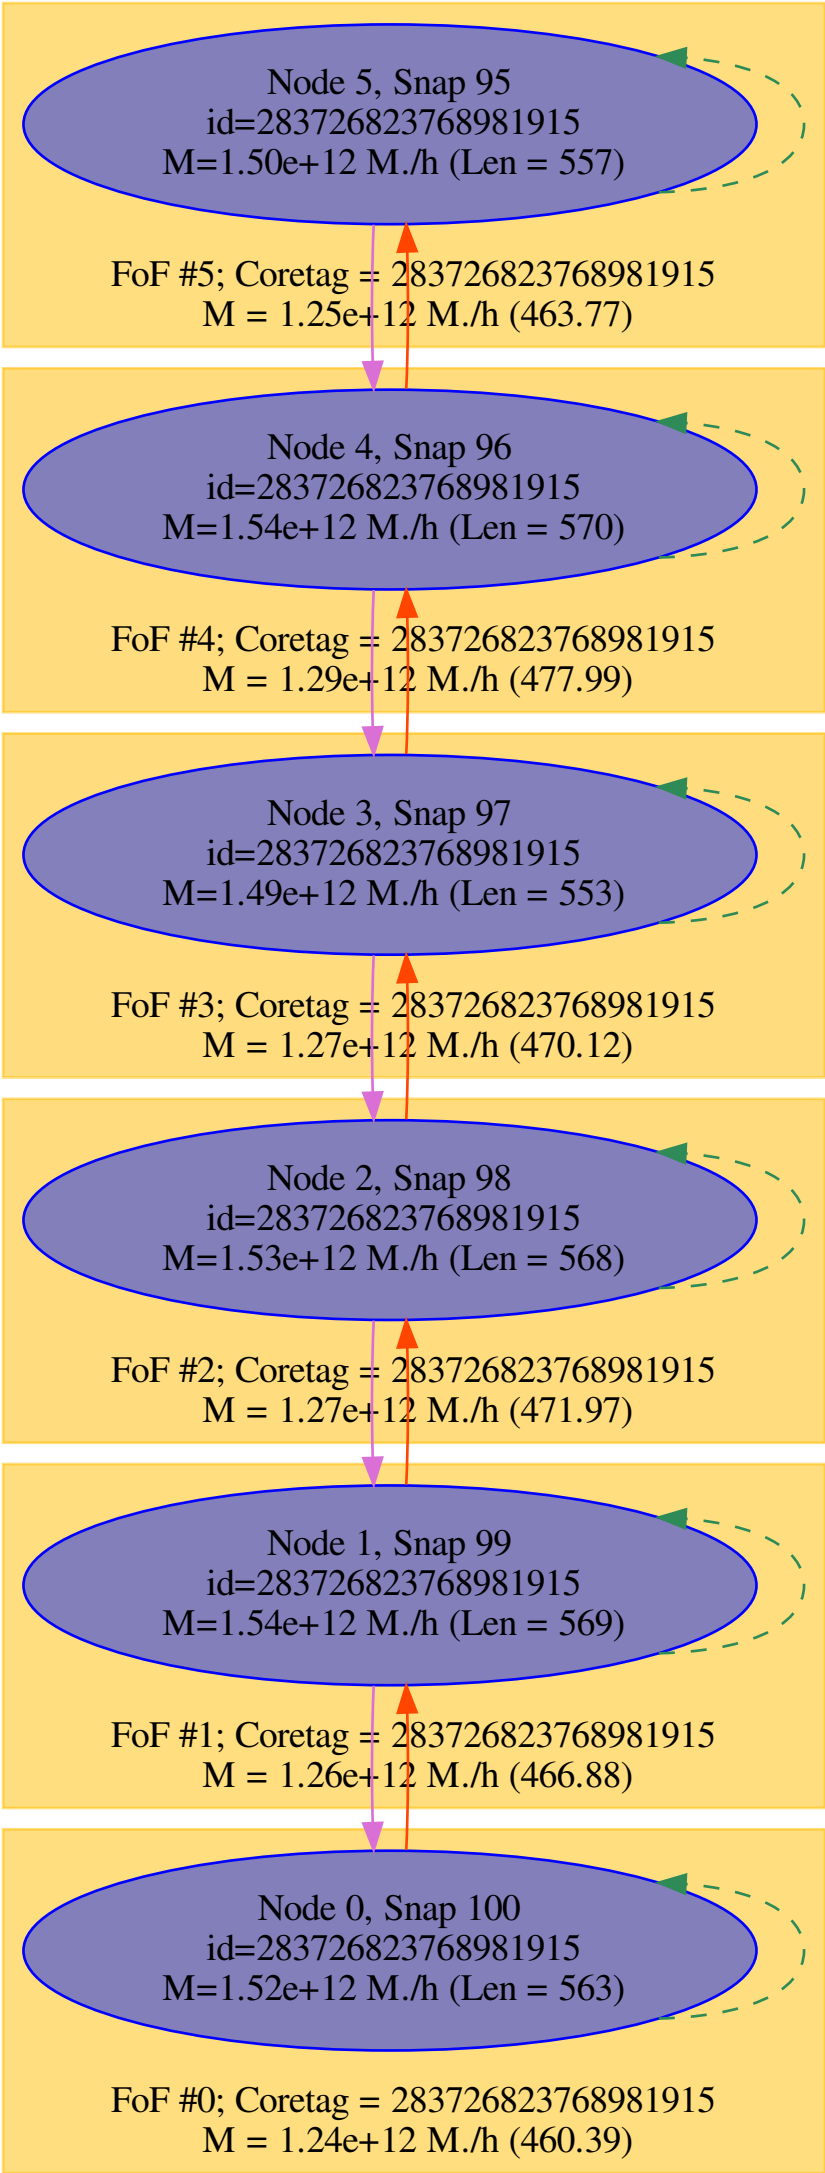 Node 5, Snap 95
id=283726823768981915
M=1.50e+12 M./h (Len = 557)
FoF #5; Coretag = 283726823768981915
M = 1.25e+12 M./h (463.77)
Node 4, Snap 96
id=283726823768981915
M=1.54e+12 M./h (Len = 570)
FoF #4; Coretag = 283726823768981915
M = 1.29e+12 M./h (477.99)
Node 3, Snap 97
id=283726823768981915
M=1.49e+12 M./h (Len = 553)
FoF #3; Coretag = 283726823768981915
M = 1.27e+12 M./h (470.12)
Node 2, Snap 98
id=283726823768981915
M=1.53e+12 M./h (Len = 568)
FoF #2; Coretag = 283726823768981915
M = 1.27e+12 M./h (471.97)
Node 1, Snap 99
id=283726823768981915
M=1.54e+12 M./h (Len = 569)
FoF #1; Coretag = 283726823768981915
M = 1.26e+12 M./h (466.88)
Node 0, Snap 100
id=283726823768981915
M=1.52e+12 M./h (Len = 563)
FoF #0; Coretag = 283726823768981915
M = 1.24e+12 M./h (460.39)